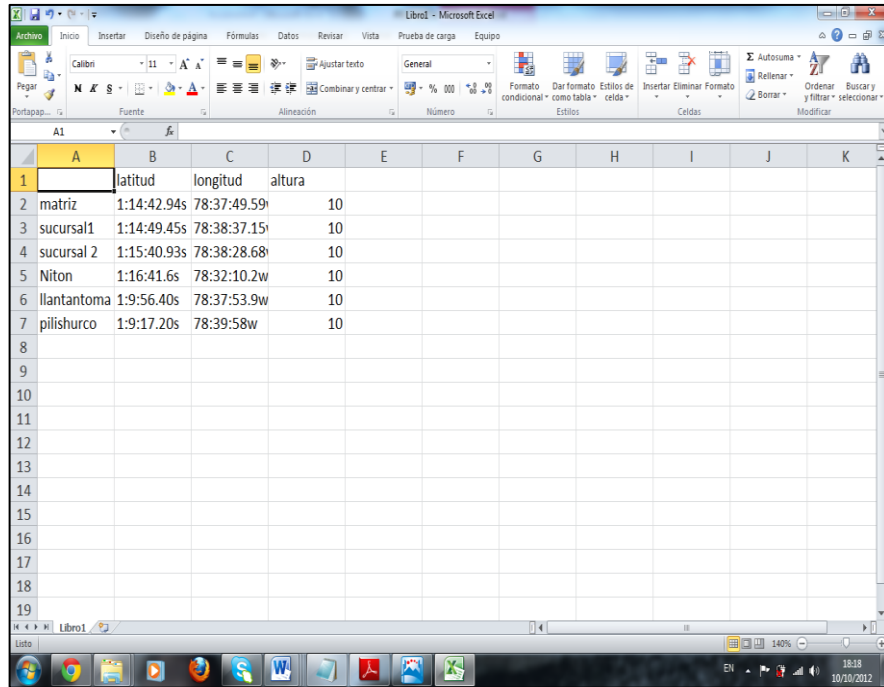 Libro1 - Microsoft Excel
Archivo Inicio Insertar Diseño de página Fórmulas Datos Revisar Vista Prueba de carga Equipo
Calibri 11 A A Ajustar texto General Σ Autosuma
Rellenar
Pegar N K S A Combinar y centrar % 000 Formato Dar formato Estilos de Insertar Eliminar Formato Borrar Ordenar Buscar y
condicional como tabla celda y filtrar seleccionar
Portapap... Fuente Alineación Número Estilos Celdas Modificar
A1 fx
A B C D E F G H I J K
1 latitud longitud altura
2 matriz 1:14:42.94s 78:37:49.59 10
3 sucursal1 1:14:49.45s 78:38:37.15 10
4 sucursal 2 1:15:40.93s 78:38:28.68 10
5 Niton 1:16:41.6s 78:32:10.2w 10
6 llantantoma 1:9:56.40s 78:37:53.9w 10
7 pilishurco 1:9:17.20s 78:39:58w 10
8
9
10
11
12
13
14
15
16
17
18
19
Libro1
Listo 140%
EN 18:18
10/10/2012